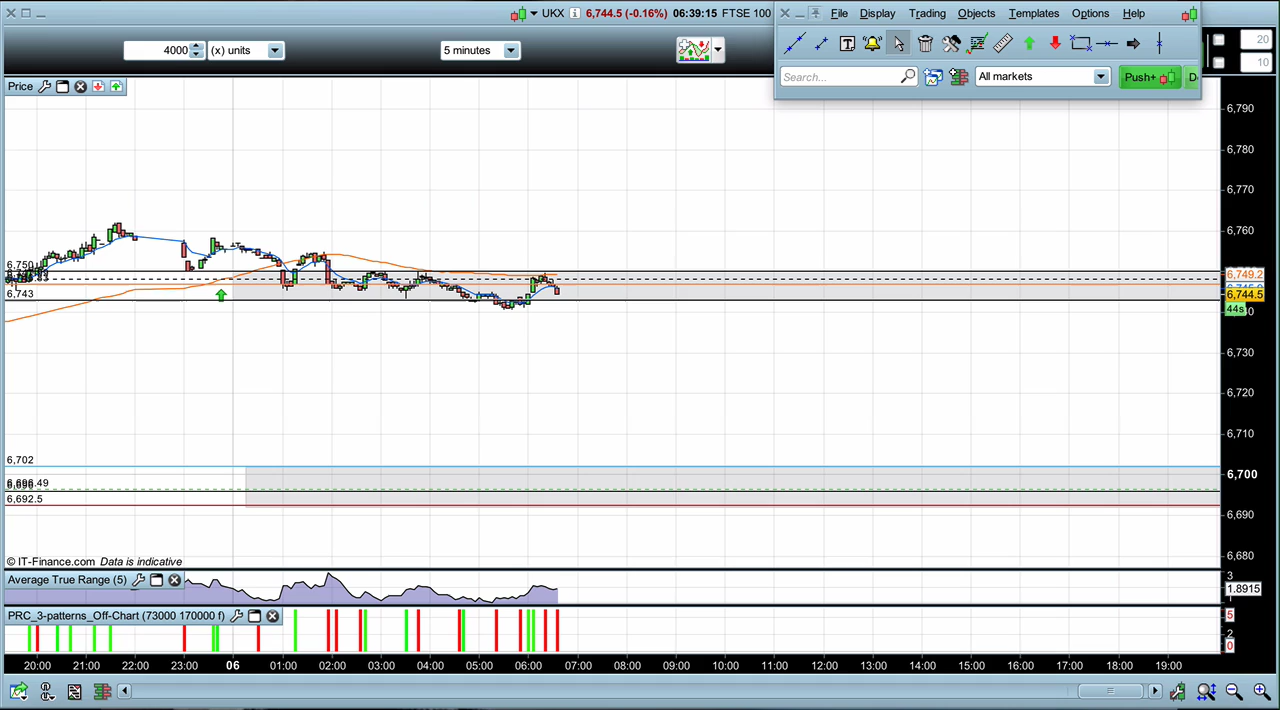 UKX 6,744.5 (-0.16%) 06:39:15 FTSE 100
File Display Trading Objects Templates Options Help
4000 (x) units 5 minutes
20
10
Search... All markets Push+ D
Price
6,790
6,780
6,770
6,760
6,750
6,749.2
6,743
6,744.5
44s
6,730
6,720
6,710
6,702
6,700
6,696.49
6,692.5
6,690
6,680
© IT-Finance.com Data is indicative
Average True Range (5)
3
1.8915
1
PRC_3-patterns_Off-Chart (73000 170000 f)
5
2
0
20:00 21:00 22:00 23:00 06 01:00 02:00 03:00 04:00 05:00 06:00 07:00 08:00 09:00 10:00 11:00 12:00 13:00 14:00 15:00 16:00 17:00 18:00 19:00